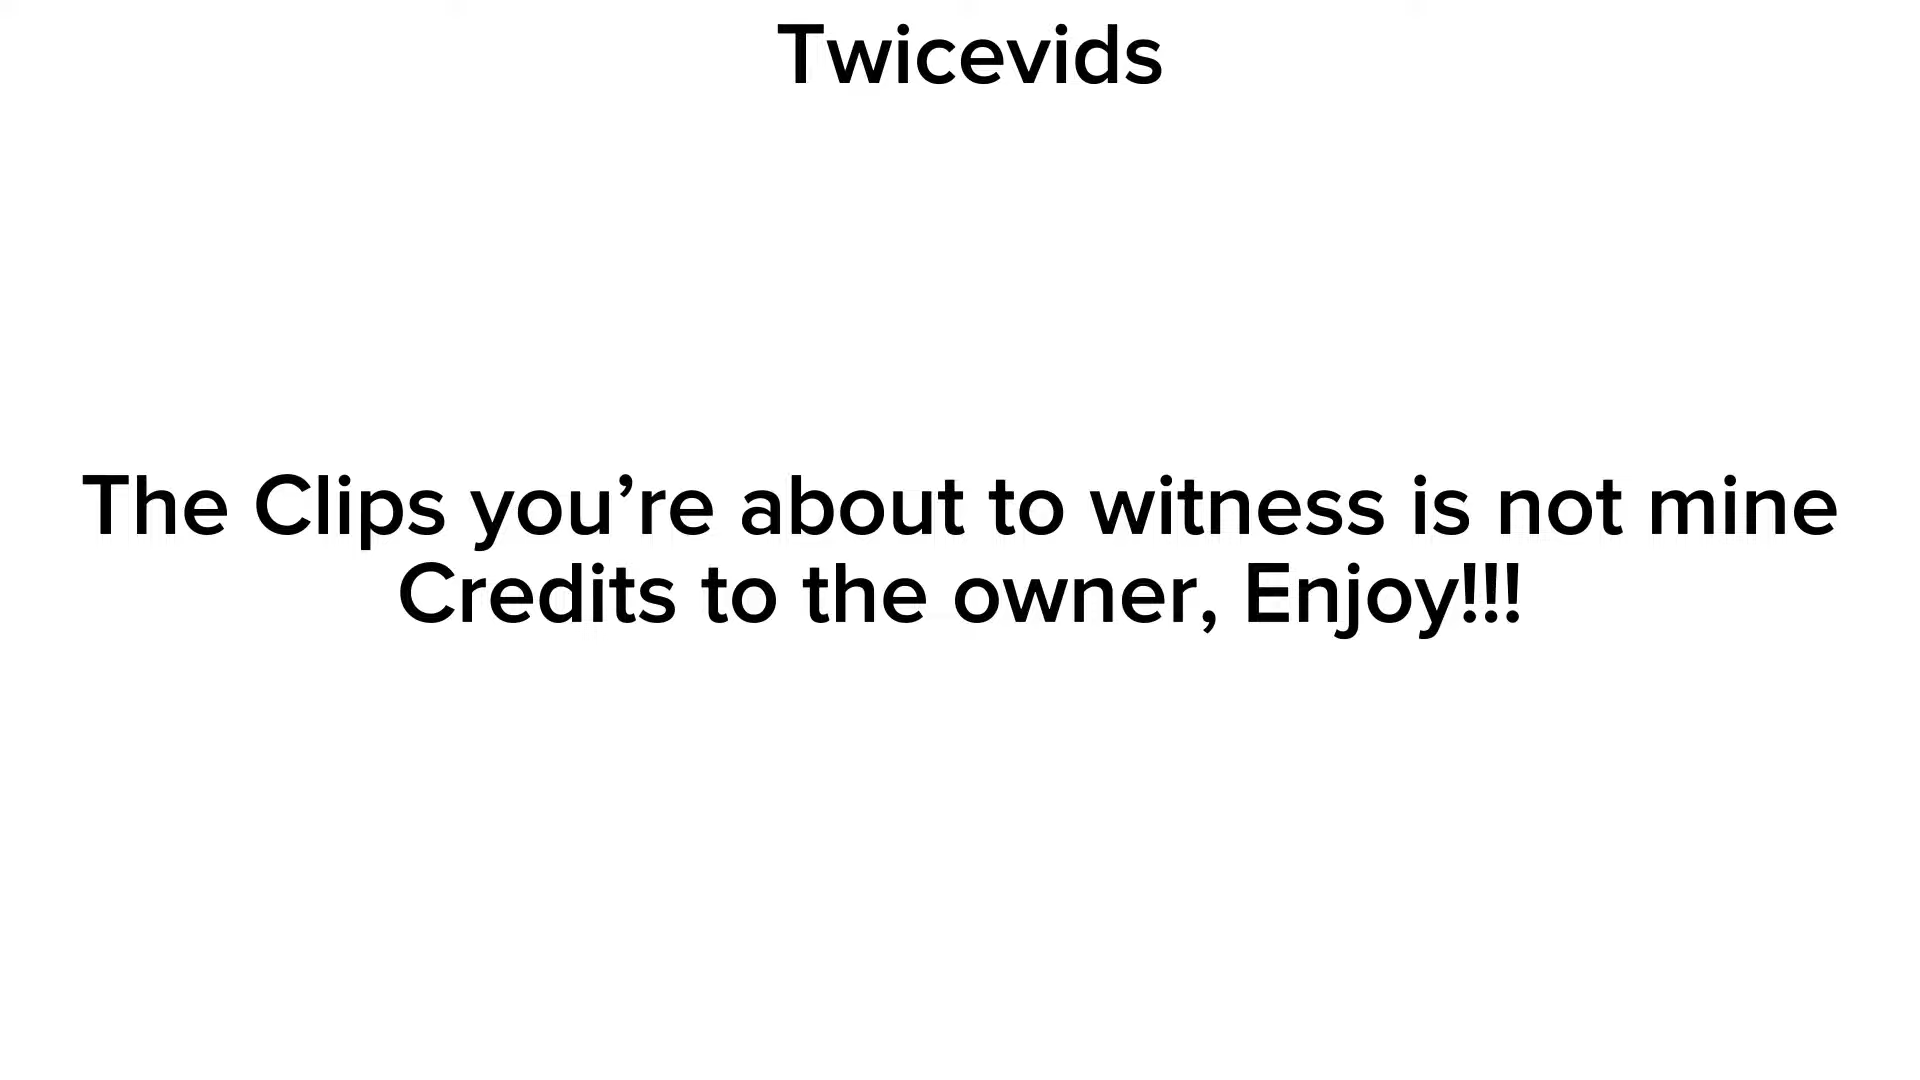 Twicevids
The Clips you’re about to witness is not mine
Credits to the owner, Enjoy!!!